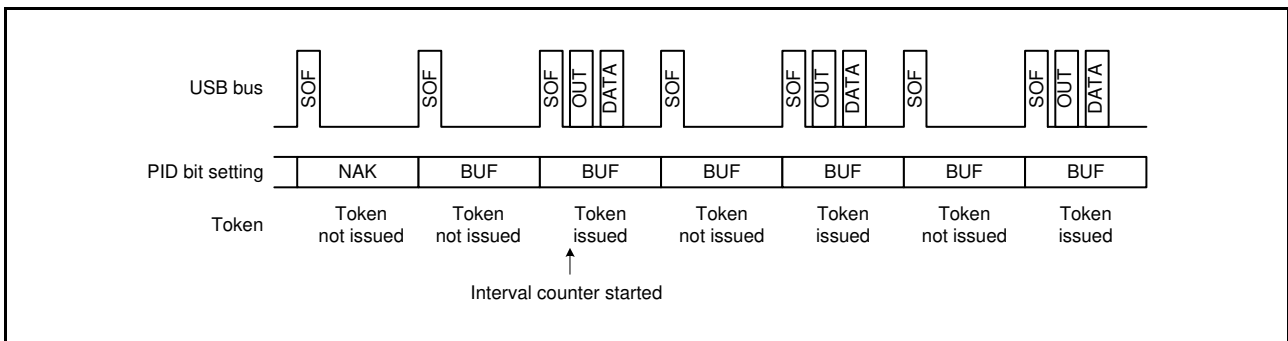 USB bus
SOF SOF SOF OUT DATA SOF SOF OUT DATA SOF SOF OUT DATA
PID bit setting NAK BUF BUF BUF BUF BUF BUF
Token Token Token Token Token Token Token Token
not issued not issued issued not issued issued not issued issued
Interval counter started